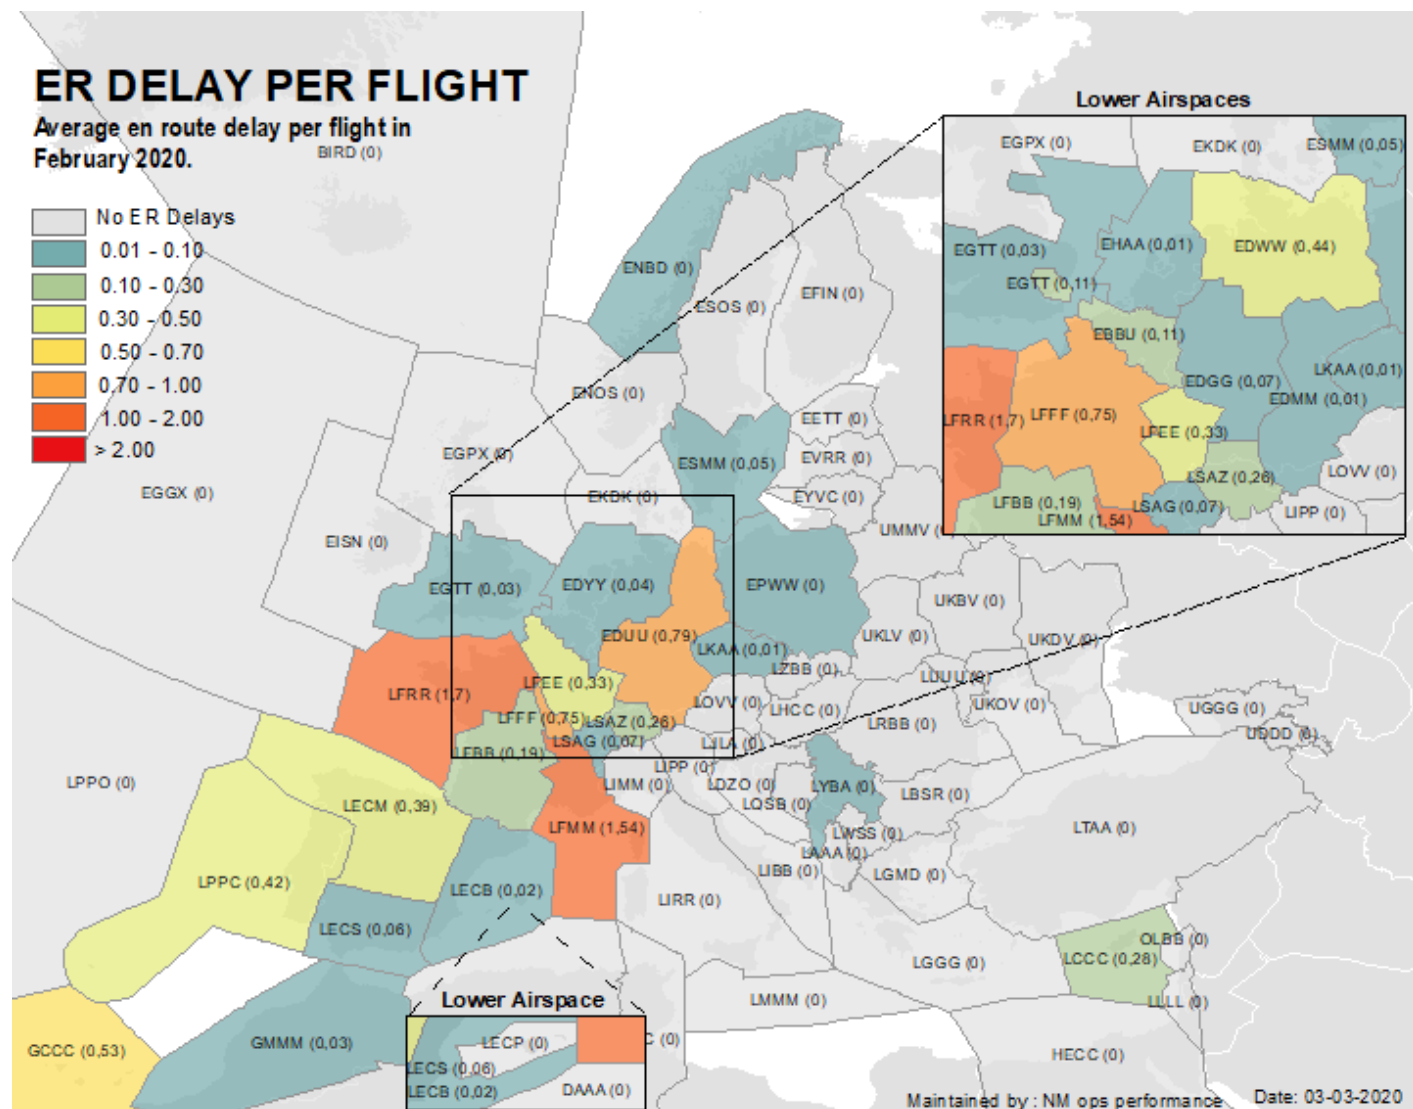 ER DELAY PER FLIGHT
Average en route delay per flight in
February 2020.
BIRD (0)
No ER Delays
0.01 - 0.10
0.10 - 0.30
0.30 - 0.50
0.50 - 0.70
0.70 - 1.00
1.00 - 2.00
> 2.00
Lower Airspaces
EGPX (0)
EKDK (0)
ESMM (0,05)
EGTT (0,03)
EHAA (0,01)
EDWW (0,44)
EGTT (0,11)
EBBU (0,11)
EDGG (0,07)
LKAA (0,01)
EDMM (0,01)
LFRR (1,7)
LFFF (0,75)
LFEE (0,33)
LSAZ (0,26)
LOVV (0)
LFBB (0,19)
LSAG (0,07)
LFMM (1,54)
LIPP (0)
ENBD (0)
ESOS (0)
EFIN (0)
ENOS (0)
EETT (0)
EGPX (0)
ESMM (0,05)
EVRR (0)
EGGX (0)
EKDK (0)
EYVC (0)
UMMV (0)
EISN (0)
EGTT (0,03)
EDYY (0,04)
EPWW (0)
UKBV (0)
EDUU (0,79)
UKLV (0)
UKDV (0)
LKAA (0,01)
LZBB (0)
LUUU (0)
LFRR (1,7)
LFEE (0,33)
LOVV (0)
LHCC (0)
UKOV (0)
UGGG (0)
LFFF (0,75)
LSAZ (0,26)
LRBB (0)
UDDD (0)
LFBB (0,19)
LSAG (0,07)
LJLA (0)
LIPP (0)
LPPO (0)
LIMM (0)
LDZO (0)
LYBA (0)
LBSR (0)
LECM (0,39)
LQSB (0)
LFMM (1,54)
LWSS (0)
LTAA (0)
LAAA (0)
LPPC (0,42)
LECB (0,02)
LIBB (0)
LGMD (0)
LIRR (0)
LECS (0,06)
OLBB (0)
LGGG (0)
LCCC (0,28)
LMMM (0)
LLLL (0)
Lower Airspace
GCCC (0,53)
GMMM (0,03)
LECP (0)
C (0)
HECC (0)
LECS (0,06)
LECB (0,02)
DAAA (0)
Maintained by : NM ops performance
Date: 03-03-2020